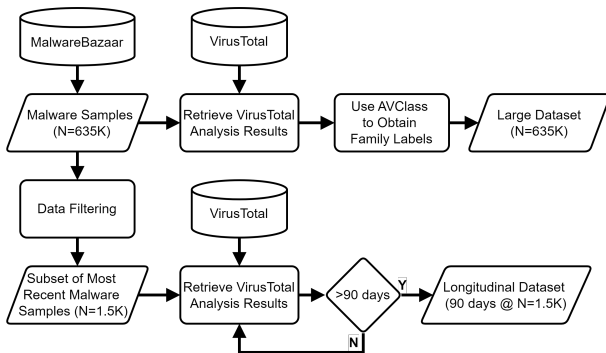 MalwareBazaar
VirusTotal
Malware Samples
(N=635K)
Retrieve VirusTotal
Analysis Results
Use AVClass
to Obtain
Family Labels
Large Dataset
(N=635K)
Data Filtering
VirusTotal
Subset of Most
Recent Malware
Samples (N=1.5K)
Retrieve VirusTotal
Analysis Results
>90 days
Y
N
Longitudinal Dataset
(90 days @ N=1.5K)